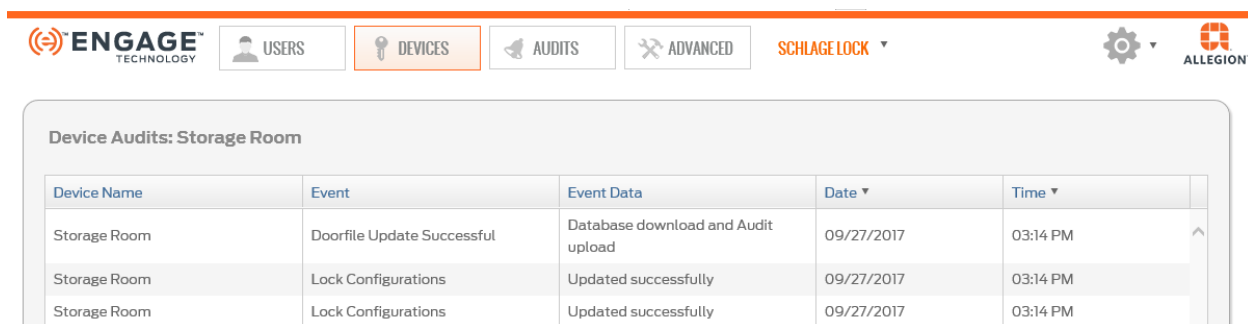 ENGAGE™ USERS DEVICES AUDITS ADVANCED SCHLAGE LOCK ▼ ▼
TECHNOLOGY
ALLEGION
Device Audits: Storage Room
Device Name Event Event Data Date ▼ Time ▼
Storage Room Doorfile Update Successful Database download and Audit upload 09/27/2017 03:14 PM
Storage Room Lock Configurations Updated successfully 09/27/2017 03:14 PM
Storage Room Lock Configurations Updated successfully 09/27/2017 03:14 PM